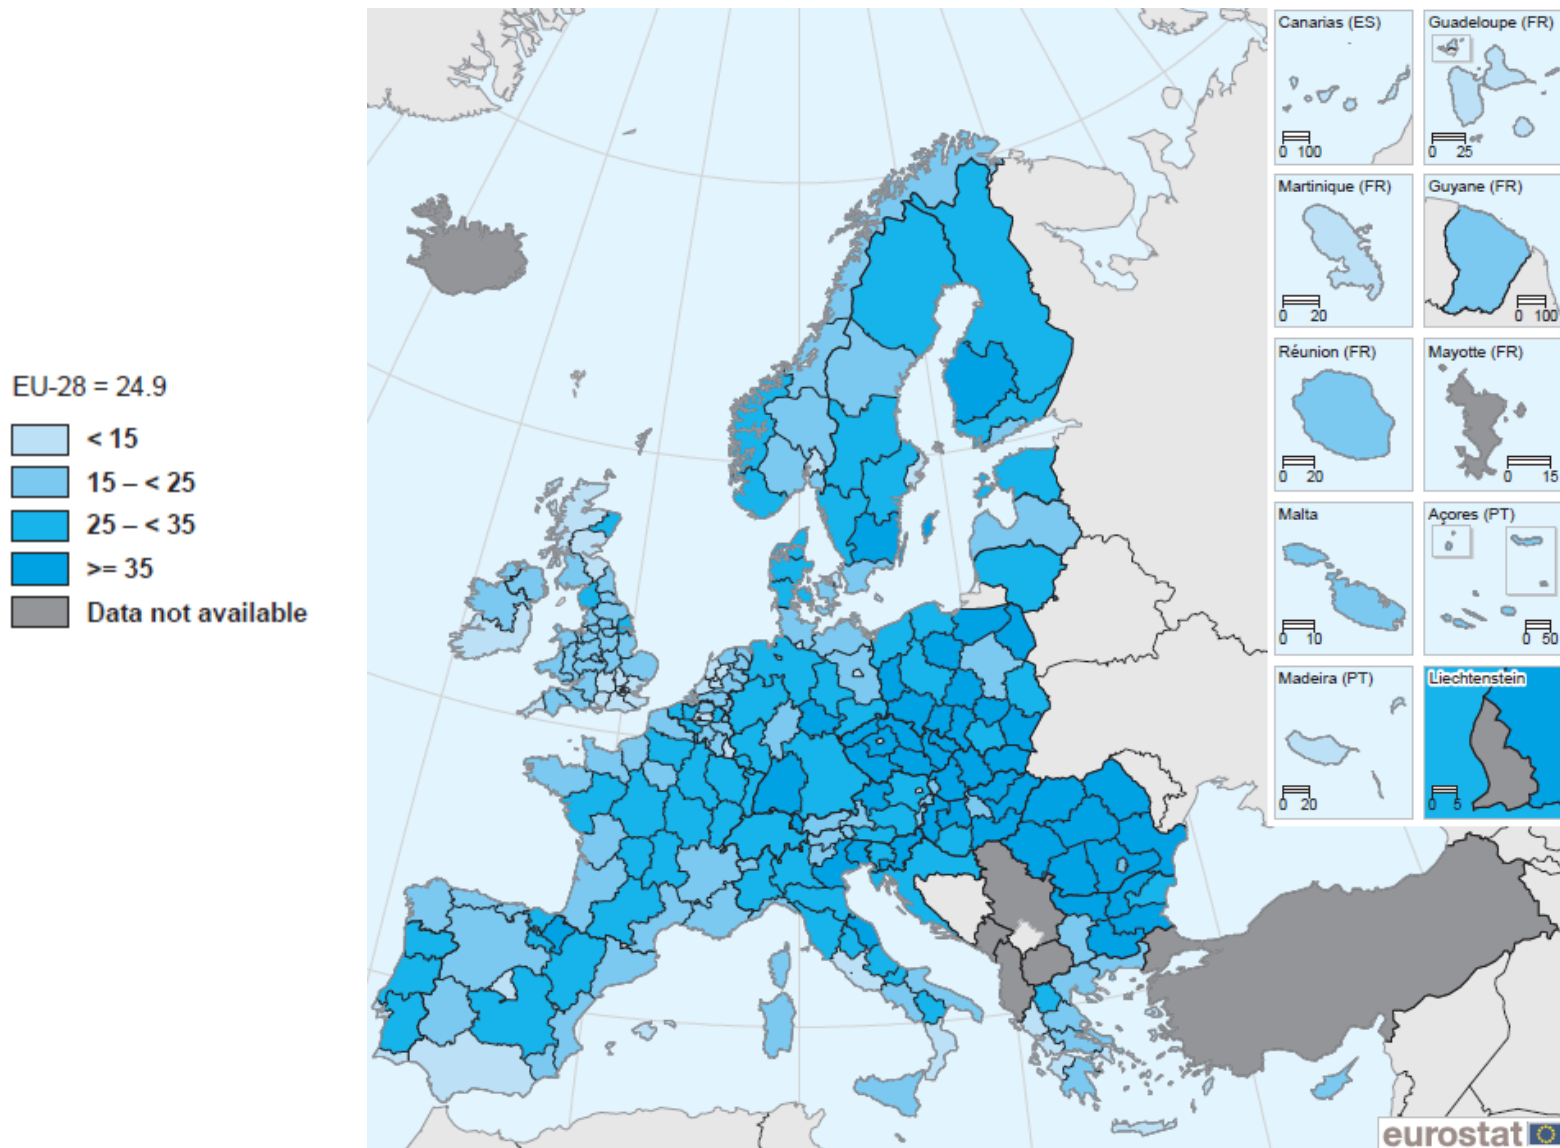 EU-28 = 24.9
< 15
15 – < 25
25 – < 35
>= 35
Data not available
Canarias (ES)
0 100
Guadeloupe (FR)
0 25
Martinique (FR)
0 20
Guyane (FR)
0 100
Réunion (FR)
0 20
Mayotte (FR)
0 15
Malta
0 10
Açores (PT)
0 50
Madeira (PT)
0 20
Liechtenstein
0 5
eurostat